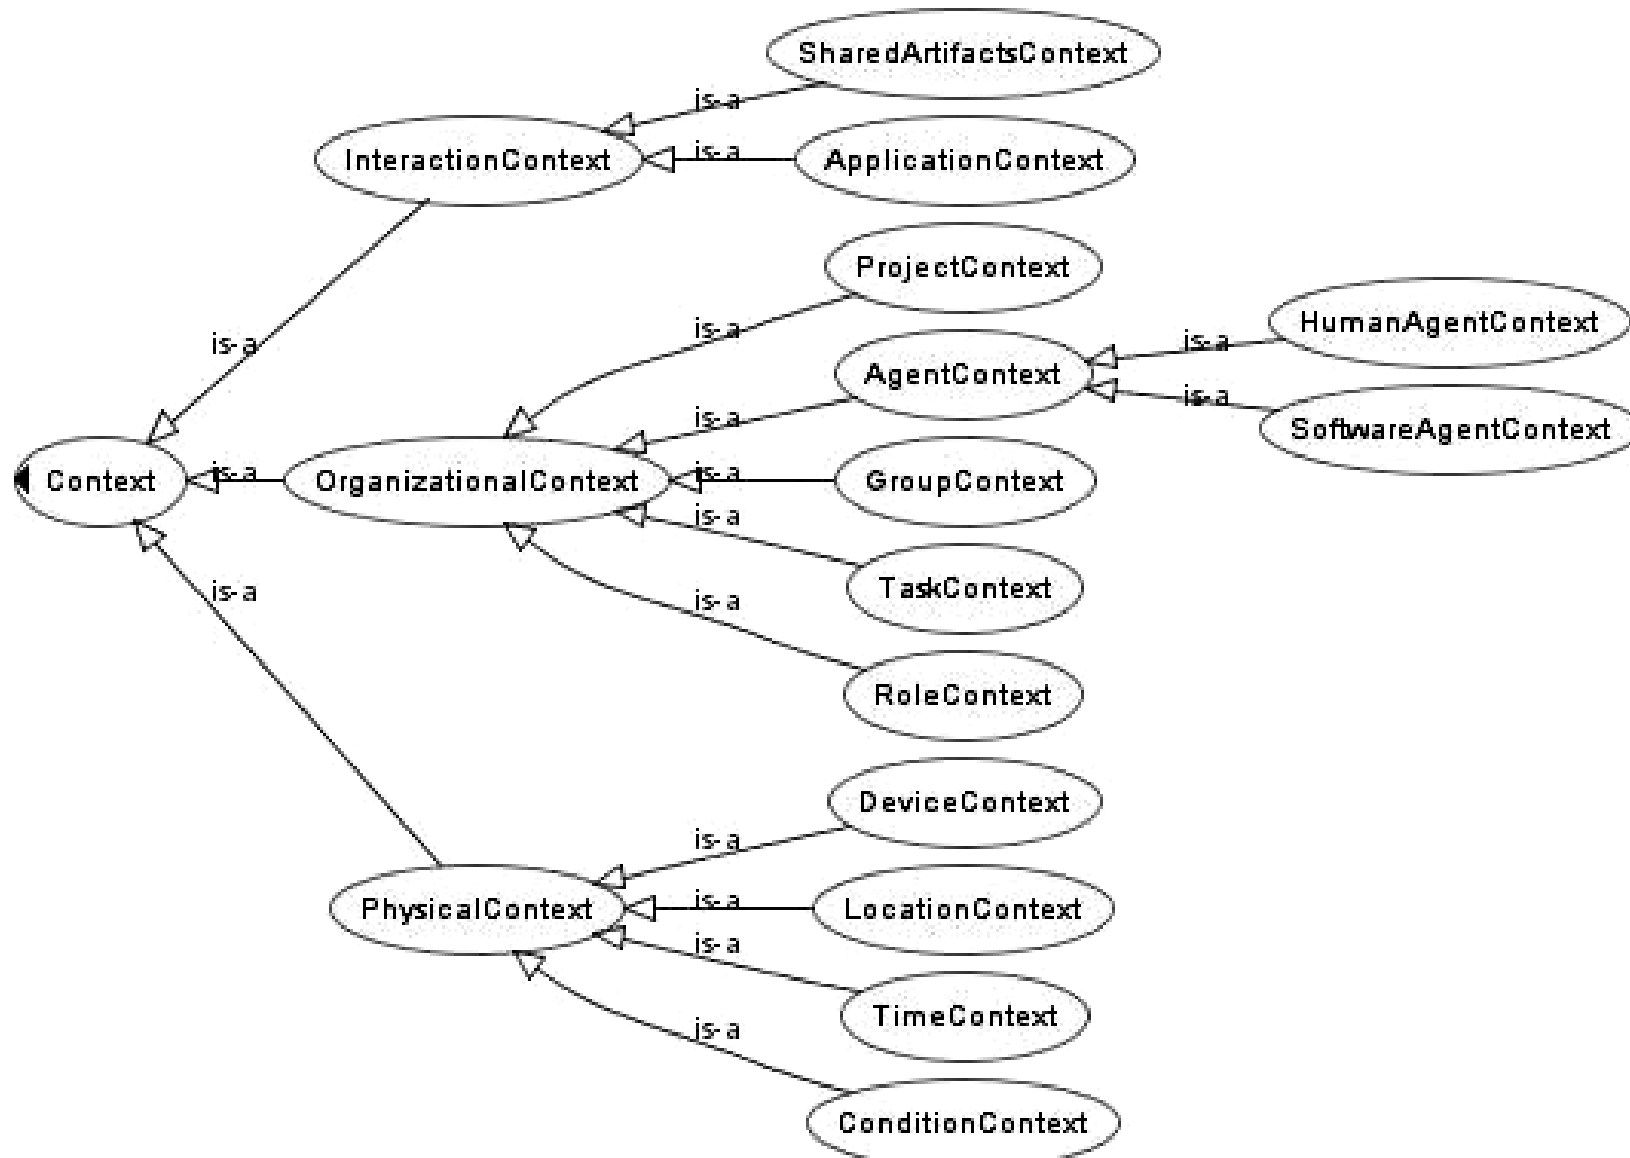 SharedArtifactsContext
is-a
InteractionContext
is-a
ApplicationContext
ProjectContext
is-a
HumanAgentContext
is-a
is-a
AgentContext
is-a
is-a
SoftwareAgentContext
Context
is-a
OrganizationalContext
is-a
GroupContext
is-a
TaskContext
is-a
is-a
RoleContext
DeviceContext
is-a
PhysicalContext
is-a
LocationContext
is-a
TimeContext
is-a
ConditionContext